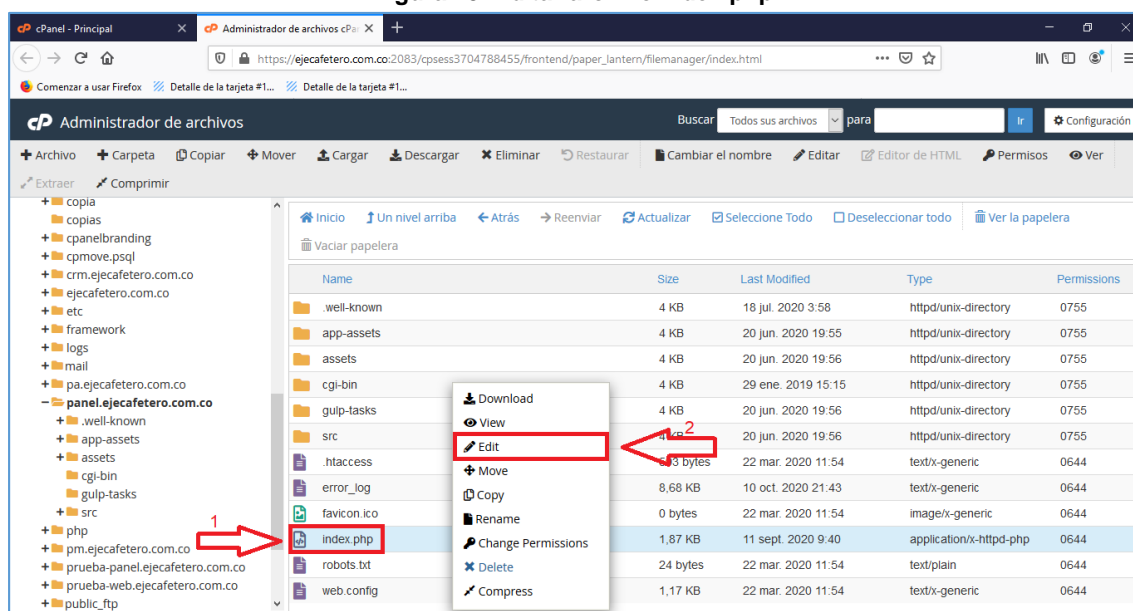 cPanel - Principal
Administrador de archivos cPa
https://ejecafetero.com.co:2083/cpsess3704788455/frontend/paper_lantern/filemanager/index.html
Comenzar a usar Firefox Detalle de la tarjeta #1... Detalle de la tarjeta #1...
cP Administrador de archivos Buscar Todos sus archivos para Ir Configuración
Archivo Carpeta Copiar Mover Cargar Descargar Eliminar Restaurar Cambiar el nombre Editar Editor de HTML Permisos Ver
Extraer Comprimir
copia
copias
cpanelbranding
cpmove.psql
crm.ejecafetero.com.co
ejecafetero.com.co
etc
framework
logs
mail
pa.ejecafetero.com.co
panel.ejecafetero.com.co
.well-known
app-assets
assets
cgi-bin
gulp-tasks
src
php
pm.ejecafetero.com.co
prueba-panel.ejecafetero.com.co
prueba-web.ejecafetero.com.co
public_ftp
1
Inicio Un nivel arriba Atrás Reenviar Actualizar Seleccione Todo Deseleccionar todo Ver la papelera
Vaciar papelera
Name Size Last Modified Type Permissions
.well-known 4 KB 18 jul. 2020 3:58 httpd/unix-directory 0755
app-assets 4 KB 20 jun. 2020 19:55 httpd/unix-directory 0755
assets 4 KB 20 jun. 2020 19:56 httpd/unix-directory 0755
cgi-bin 4 KB 29 ene. 2019 15:15 httpd/unix-directory 0755
gulp-tasks 4 KB 20 jun. 2020 19:56 httpd/unix-directory 0755
src 4 KB 20 jun. 2020 19:56 httpd/unix-directory 0755
.htaccess bytes 22 mar. 2020 11:54 text/x-generic 0644
error_log 8,68 KB 10 oct. 2020 21:43 text/x-generic 0644
favicon.ico 0 bytes 22 mar. 2020 11:54 image/x-generic 0644
index.php 1,87 KB 11 sept. 2020 9:40 application/x-httpd-php 0644
robots.txt 24 bytes 22 mar. 2020 11:54 text/plain 0644
web.config 1,17 KB 22 mar. 2020 11:54 text/x-generic 0644
Download
View
Edit
Move
Copy
Rename
Change Permissions
Delete
Compress
2